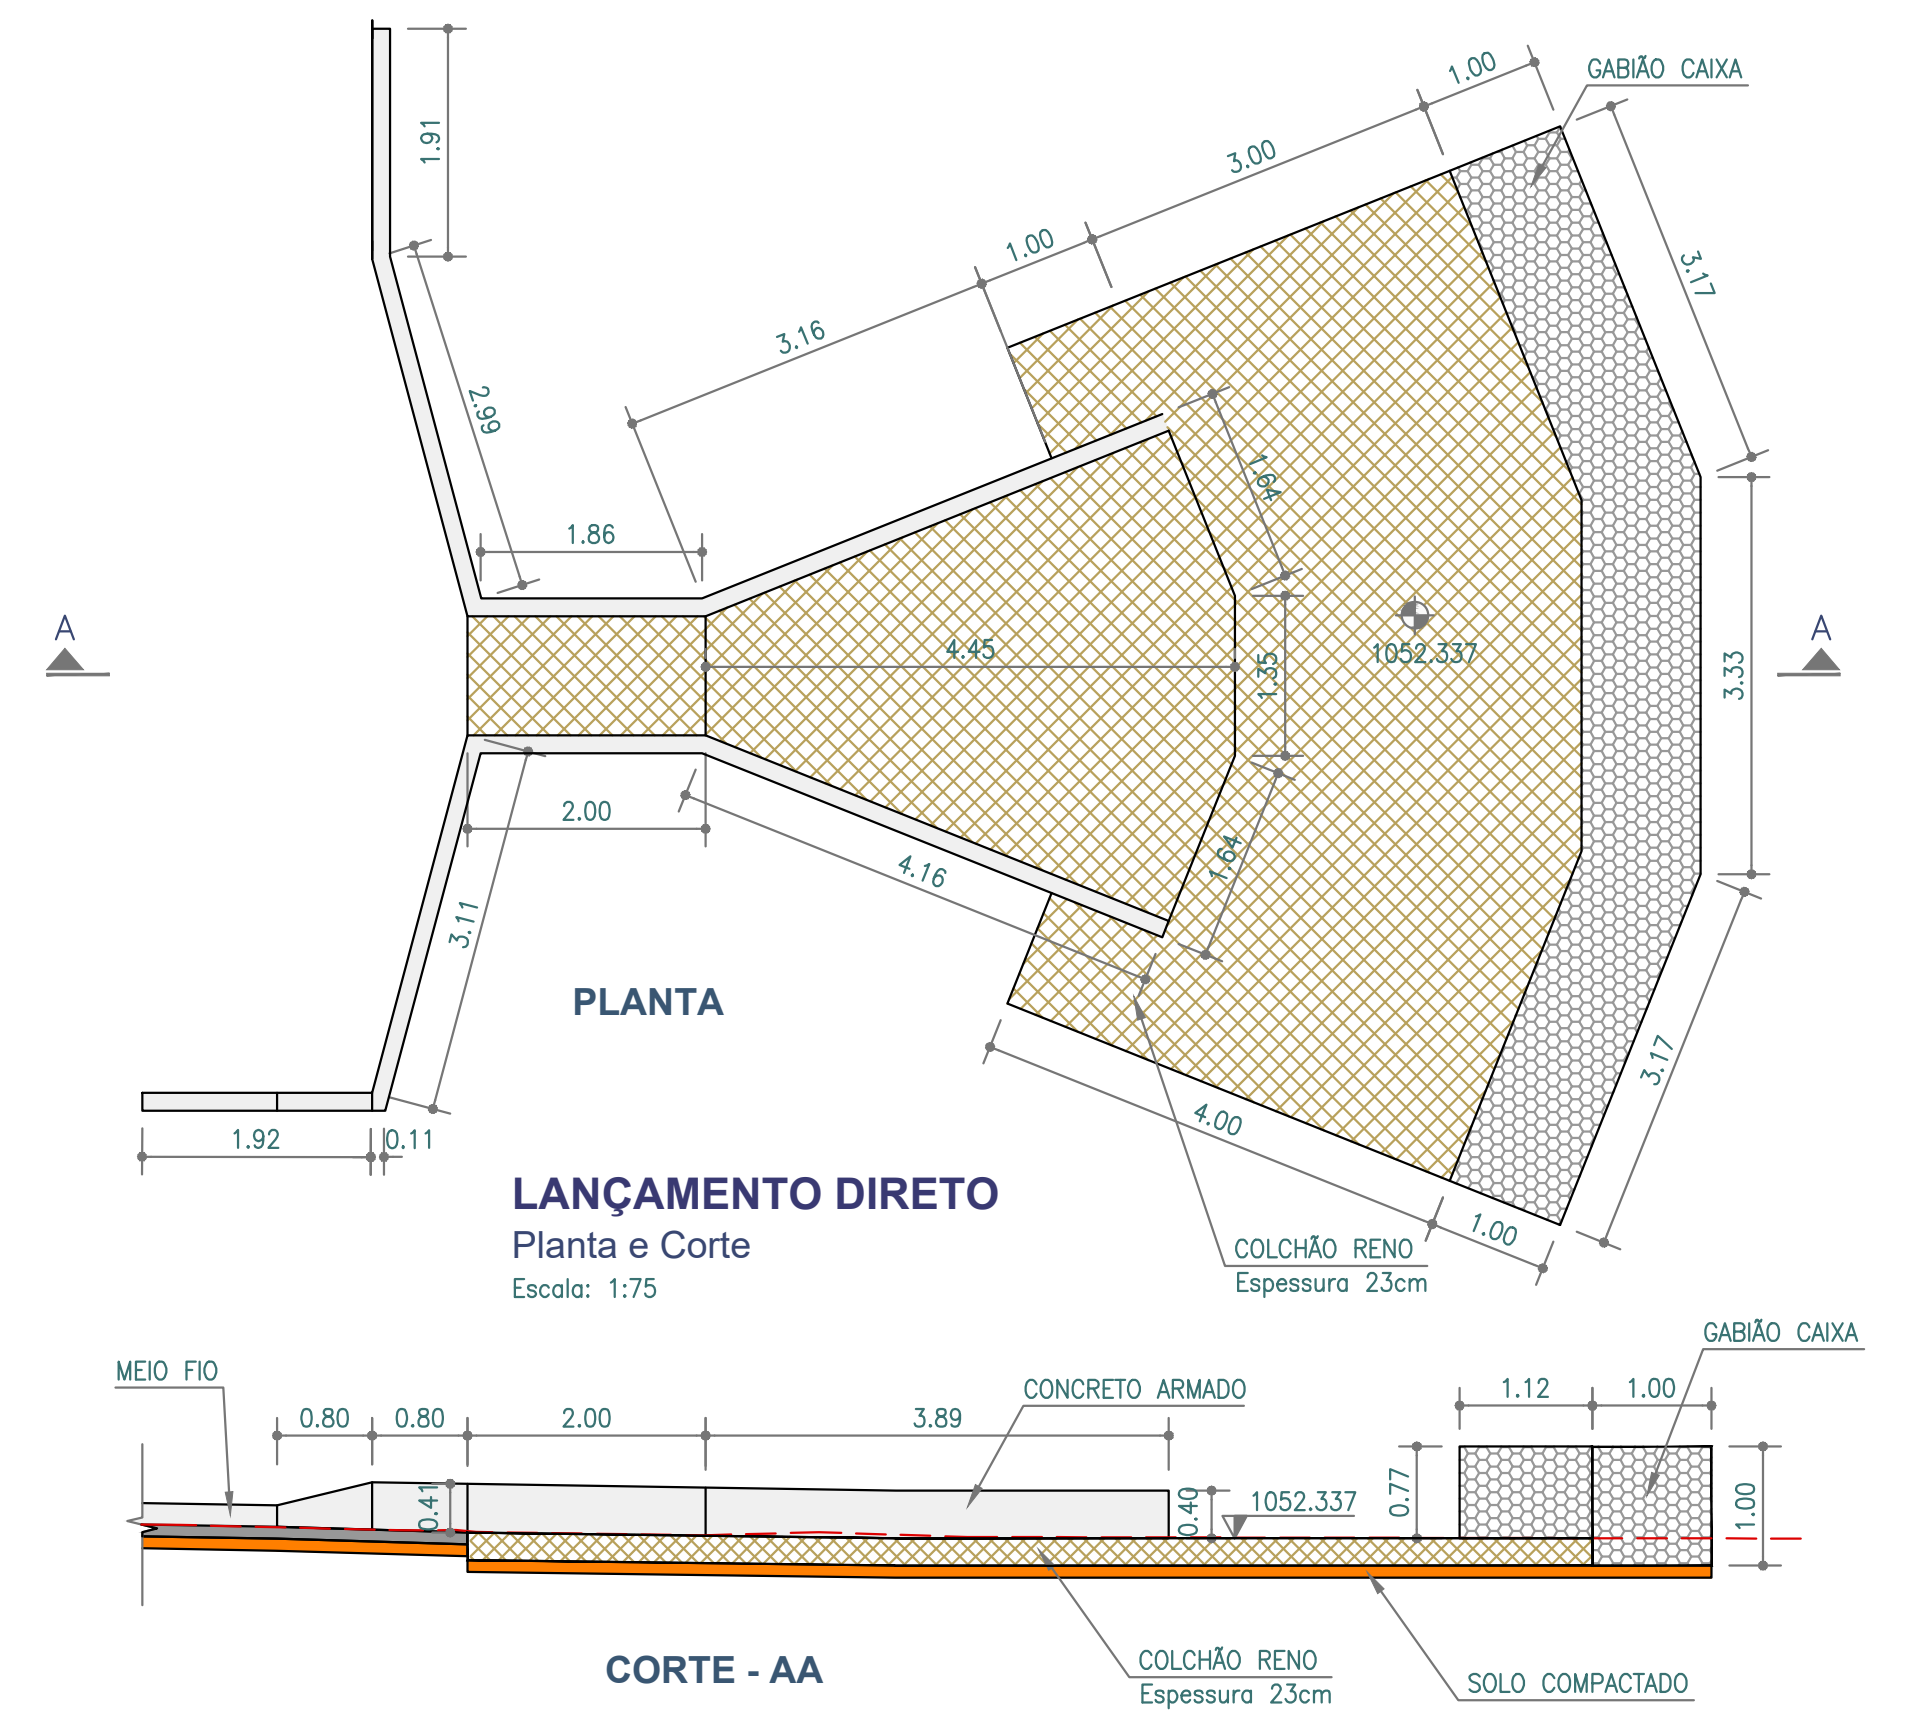 1.00
GABIÃO CAIXA
1.91
3.00
1.00
3.17
3.16
2.99
1.64
1.86
A
4.45
1.35
1052.337
3.33
A
2.00
4.16
1.64
3.11
PLANTA
3.17
4.00
1.92
0.11
1.00
LANÇAMENTO DIRETO
Planta e Corte
Escala: 1:75
COLCHÃO RENO
Espessura 23cm
GABIÃO CAIXA
MEIO FIO
CONCRETO ARMADO
1.12
1.00
0.80
0.80
2.00
3.89
0.41
0.40
1052.337
0.77
1.00
COLCHÃO RENO
Espessura 23cm
SOLO COMPACTADO
CORTE - AA